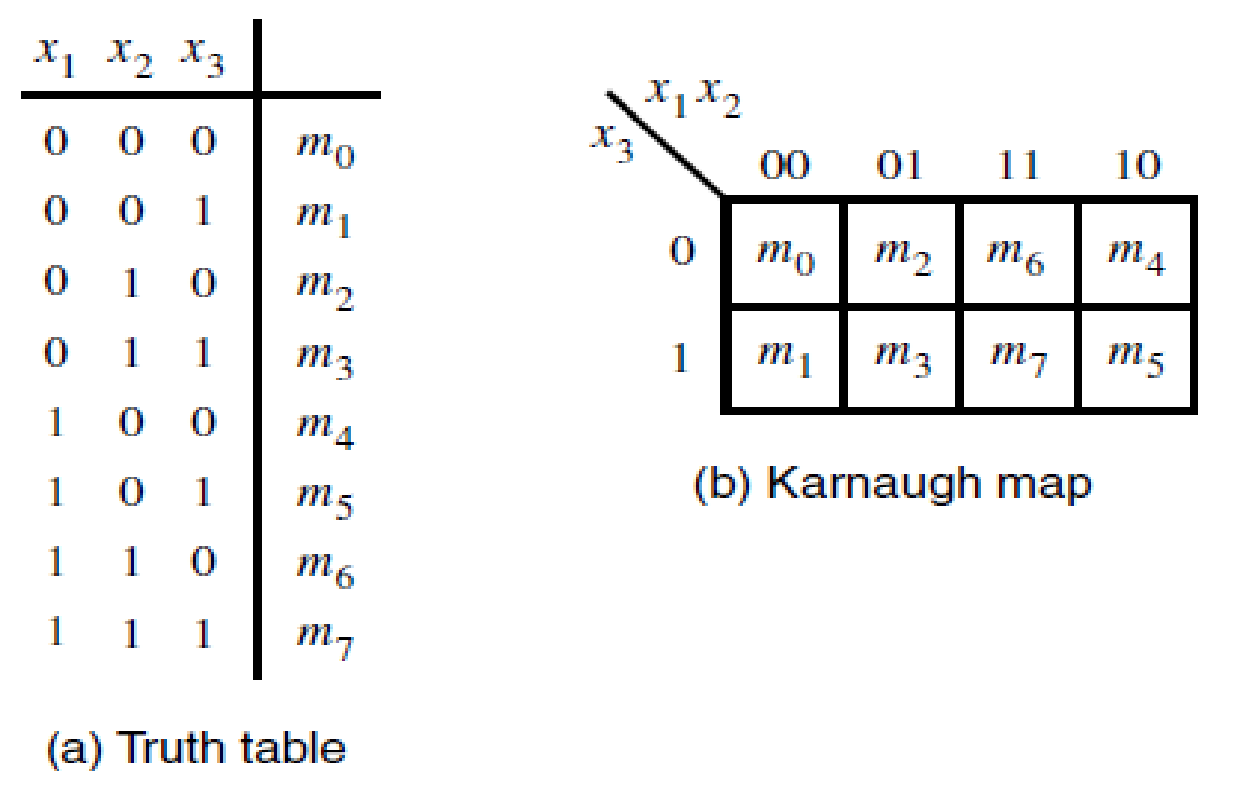 x1 x2 x3
0 0 0 m0
0 0 1 m1
0 1 0 m2
0 1 1 m3
1 0 0 m4
1 0 1 m5
1 1 0 m6
1 1 1 m7
(a) Truth table
x1 x2
x3
00 01 11 10
0 m0 m2 m6 m4
1 m1 m3 m7 m5
(b) Karnaugh map